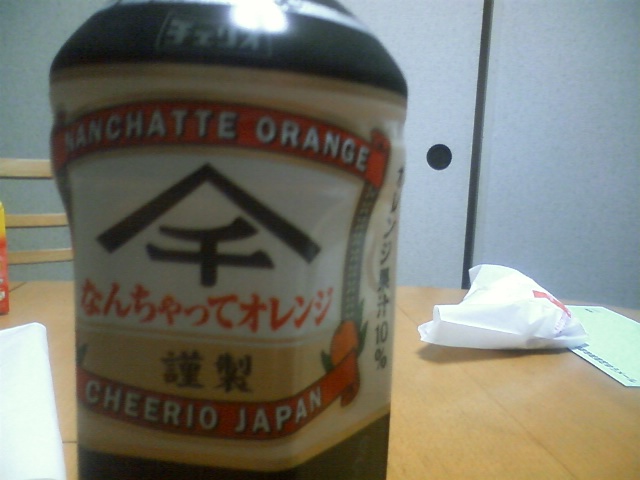 チェリオ
NANCHATTE ORANGE
チ
なんちゃってオレンジ
謹製
CHEERIO JAPAN
オレンジ果汁10%